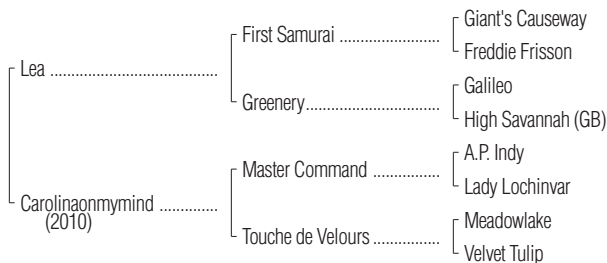 Giant's Causeway
First Samurai ........................
Freddie Frisson
Lea ........................................
Galileo
Greenery................................
High Savannah (GB)
A.P. Indy
Master Command ................
Lady Lochinvar
Carolinaonmymind ..............
(2010)
Meadowlake
Touche de Velours................
Velvet Tulip